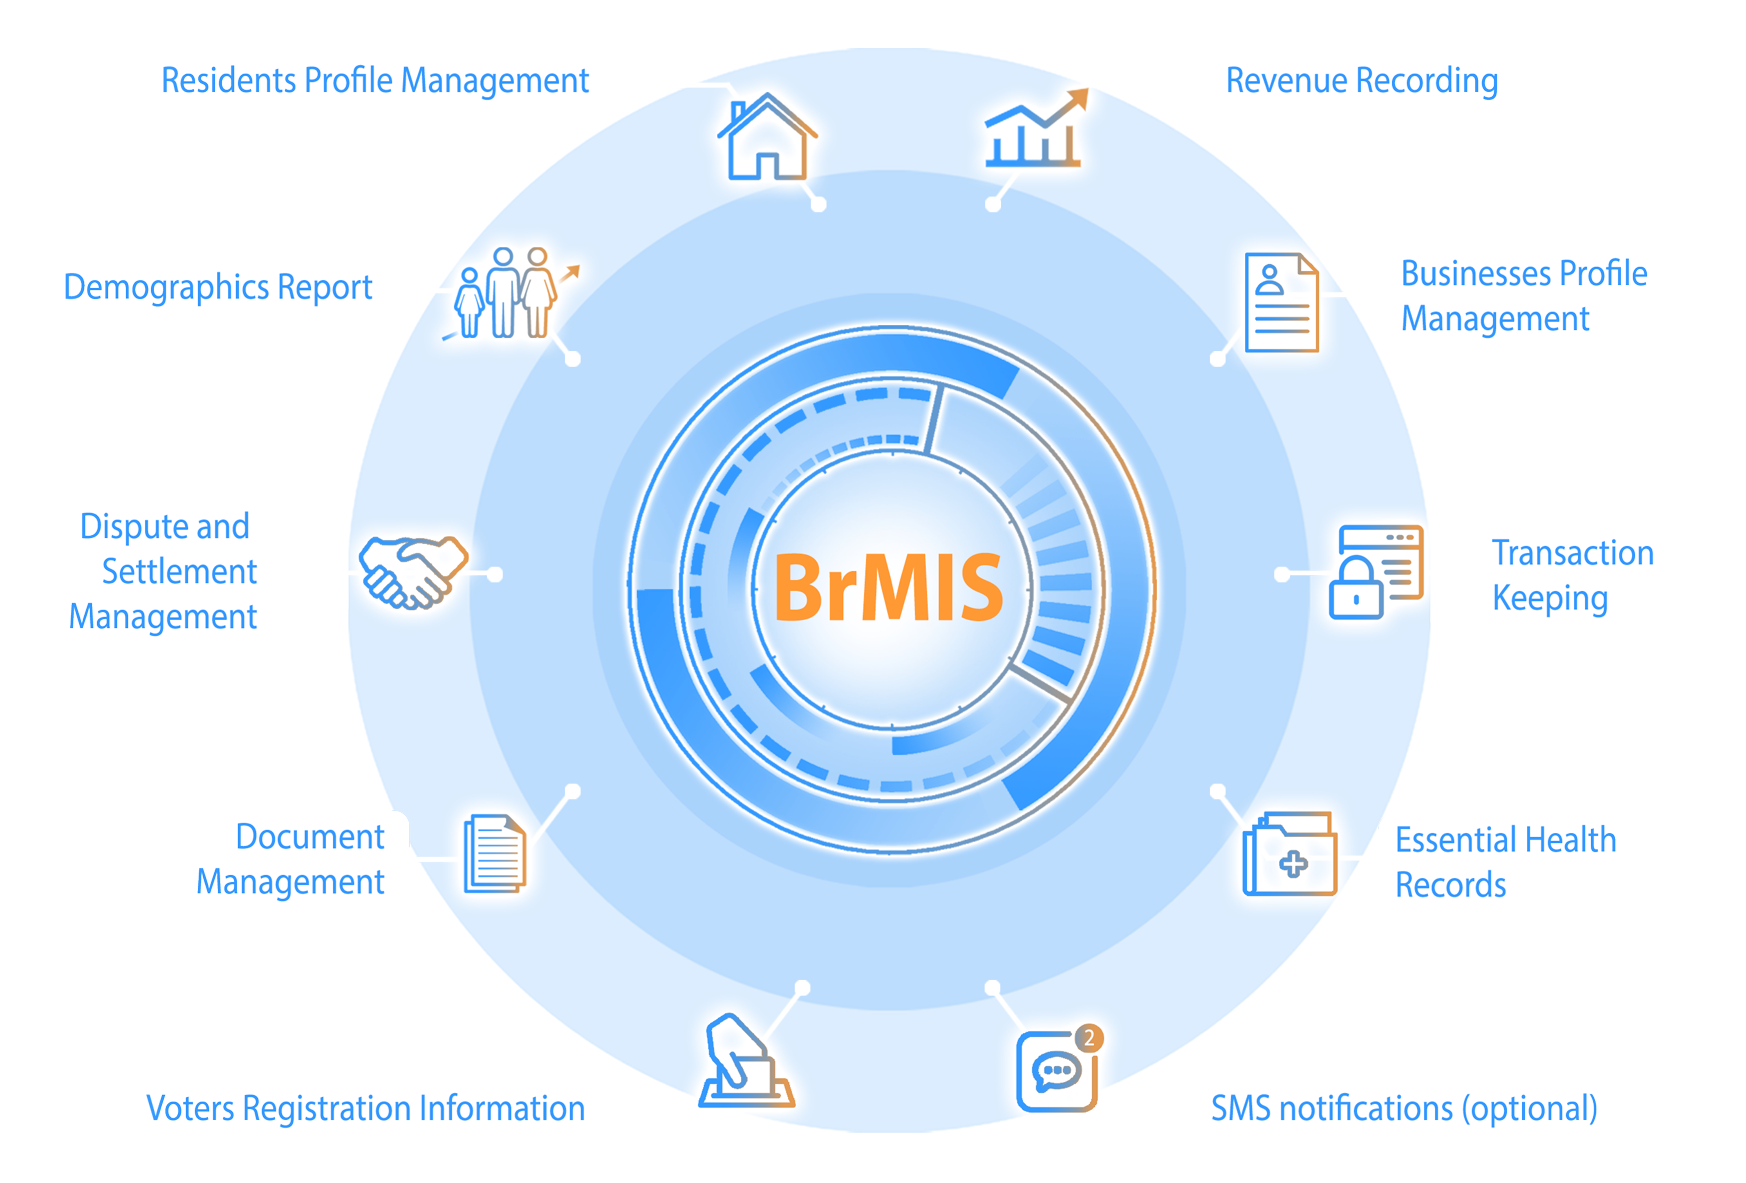 Residents Profile Management
Revenue Recording
Demographics Report
Businesses Profile
Management
Dispute and
Settlement
Management
BrMIS
Transaction
Keeping
Document
Management
Essential Health
Records
2
Voters Registration Information
SMS notifications (optional)